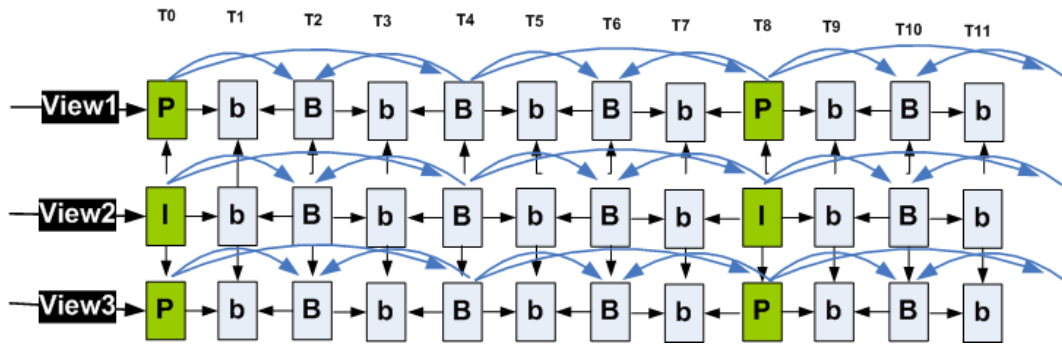 T0 T1 T2 T3 T4 T5 T6 T7 T8 T9 T10 T11
View1 P b B b B b B b P b B b
View2 I b B b B b B b I b B b
View3 P b B b B b B b P b B b